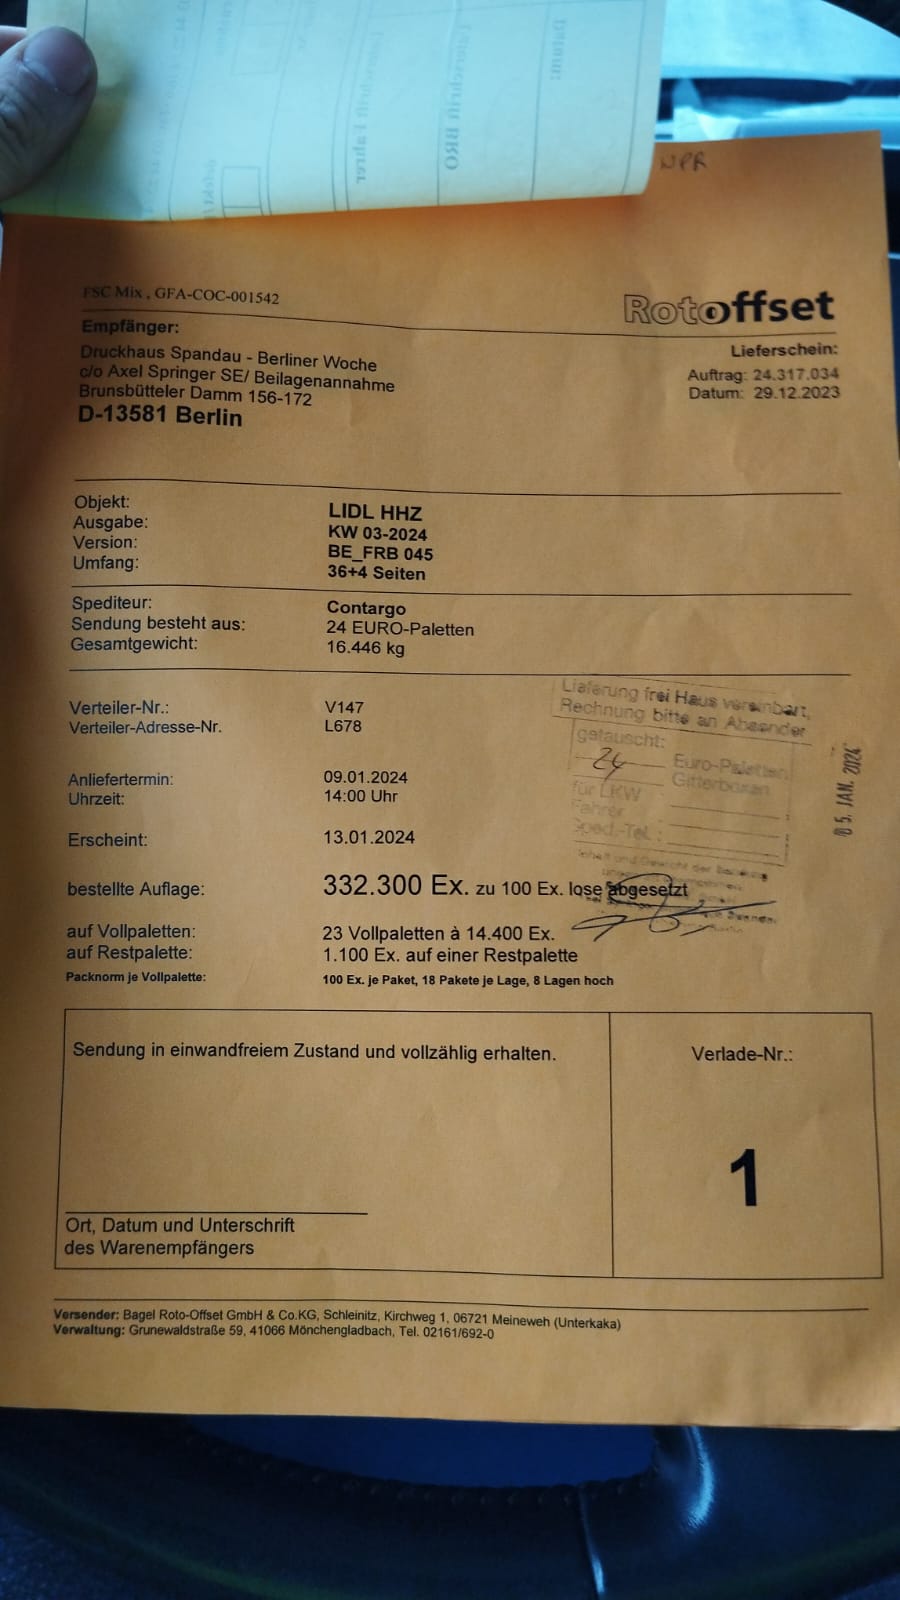 NPR
FSC Mix , GFA-COC-001542
Rotoffset
Empfänger:
Druckhaus Spandau - Berliner Woche
c/o Axel Springer SE/ Beilagenannahme
Brunsbütteler Damm 156-172
D-13581 Berlin
Lieferschein:
Auftrag: 24.317.034
Datum: 29.12.2023
Objekt: LIDL HHZ
Ausgabe: KW 03-2024
Version: BE_FRB 045
Umfang: 36+4 Seiten
Spediteur: Contargo
Sendung besteht aus: 24 EURO-Paletten
Gesamtgewicht: 16.446 kg
Verteiler-Nr.: V147
Verteiler-Adresse-Nr. L678
Lieferung frei Haus vereinbart,
Rechnung bitte an Absender
getauscht:
24 Euro-Paletten
Gitterboxen
für LKW
Fahrer
Sped.-Tel.:
05. JAN. 2024
Anliefertermin: 09.01.2024
Uhrzeit: 14:00 Uhr
Erscheint: 13.01.2024
bestellte Auflage: 332.300 Ex. zu 100 Ex. lose abgesetzt
auf Vollpaletten: 23 Vollpaletten à 14.400 Ex.
auf Restpalette: 1.100 Ex. auf einer Restpalette
Packnorm je Vollpalette: 100 Ex. je Paket, 18 Pakete je Lage, 8 Lagen hoch
Sendung in einwandfreiem Zustand und vollzählig erhalten.
Ort, Datum und Unterschrift
des Warenempfängers
Verlade-Nr.:
1
Versender: Bagel Roto-Offset GmbH & Co.KG, Schleinitz, Kirchweg 1, 06721 Meineweh (Unterkaka)
Verwaltung: Grunewaldstraße 59, 41066 Mönchengladbach, Tel. 02161/692-0